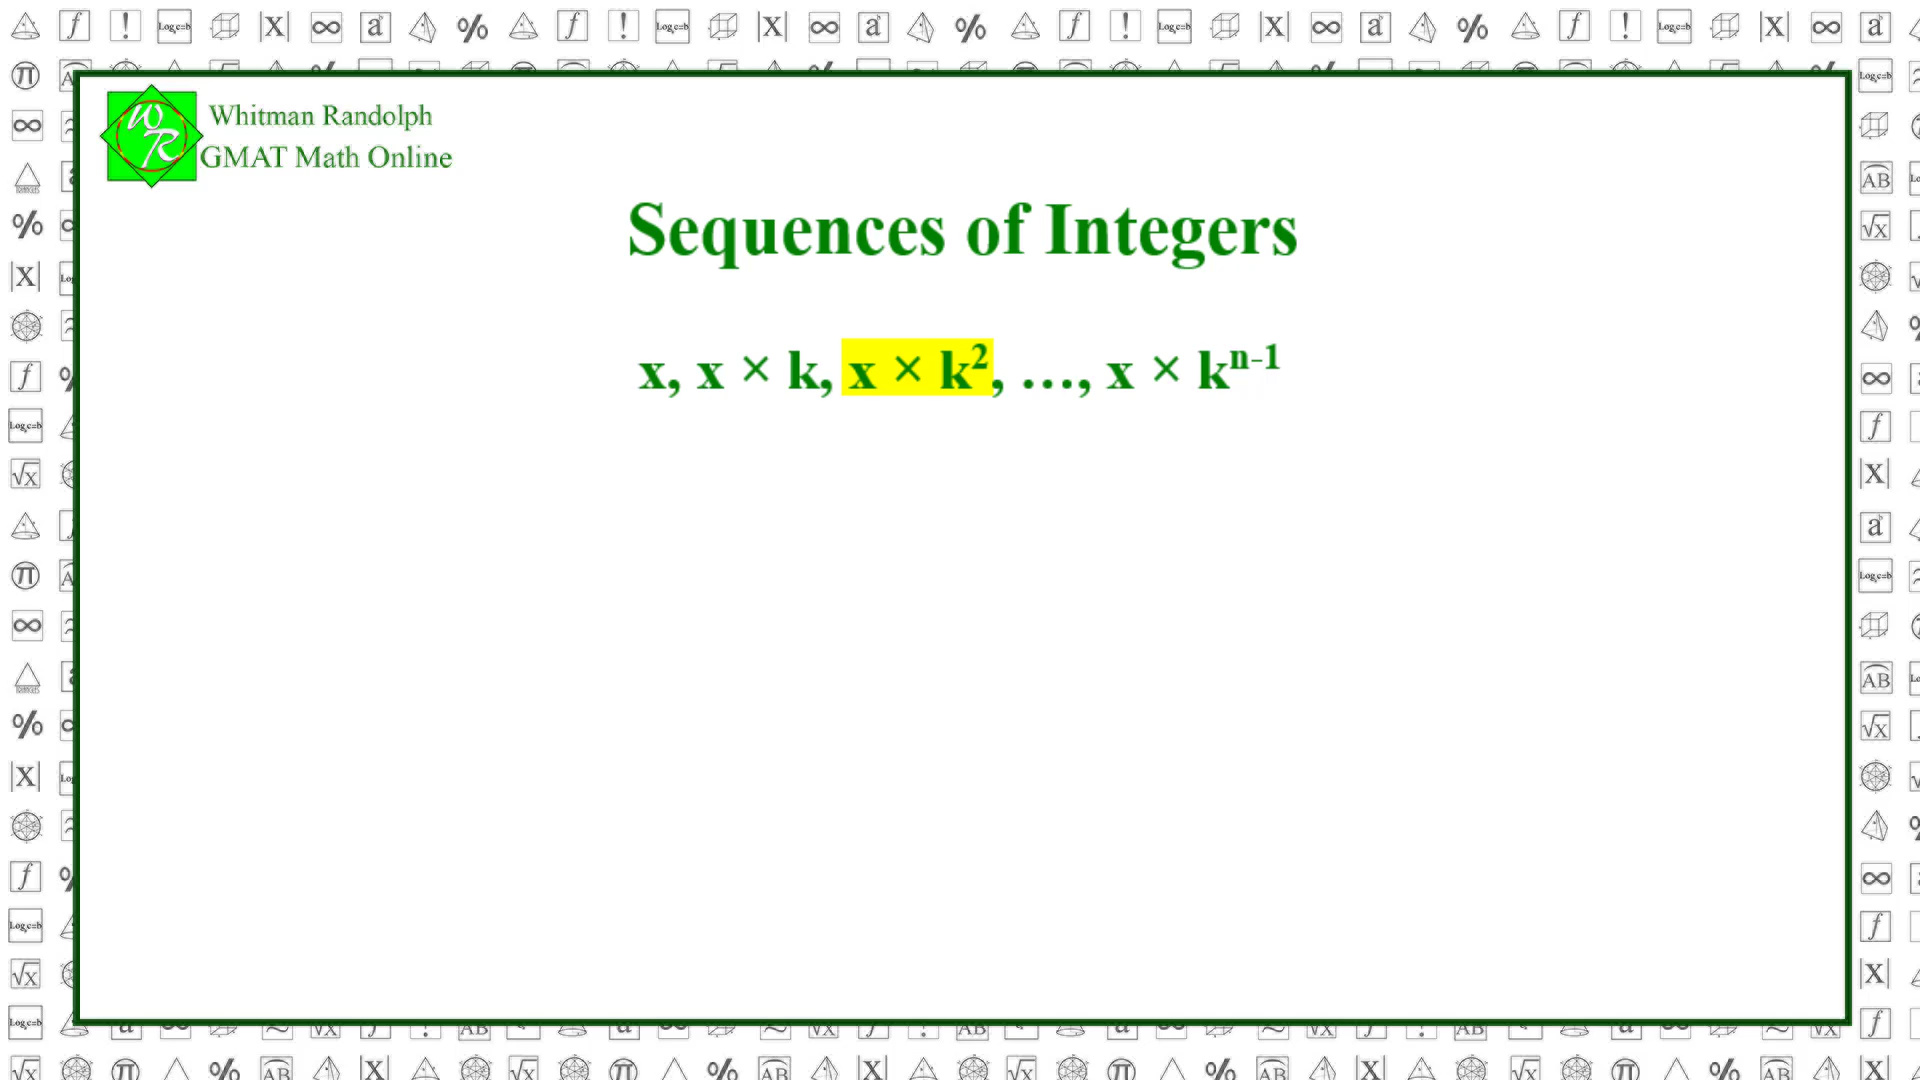 Whitman Randolph
GMAT Math Online
Sequences of Integers
x, x × k, x × k², …, x × kⁿ⁻¹